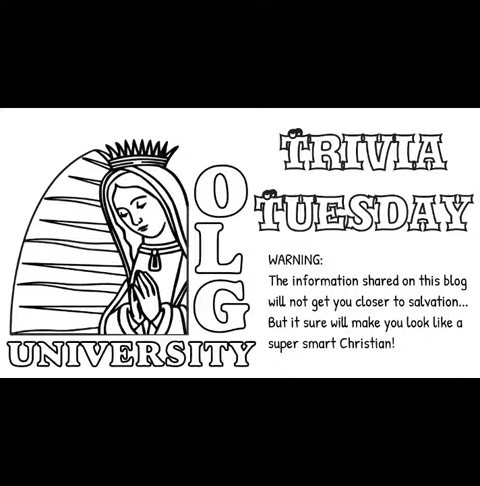 O
L
G
UNIVERSITY
TRIVIA
TUESDAY
WARNING:
The information shared on this blog
will not get you closer to salvation...
But it sure will make you look like a
super smart Christian!